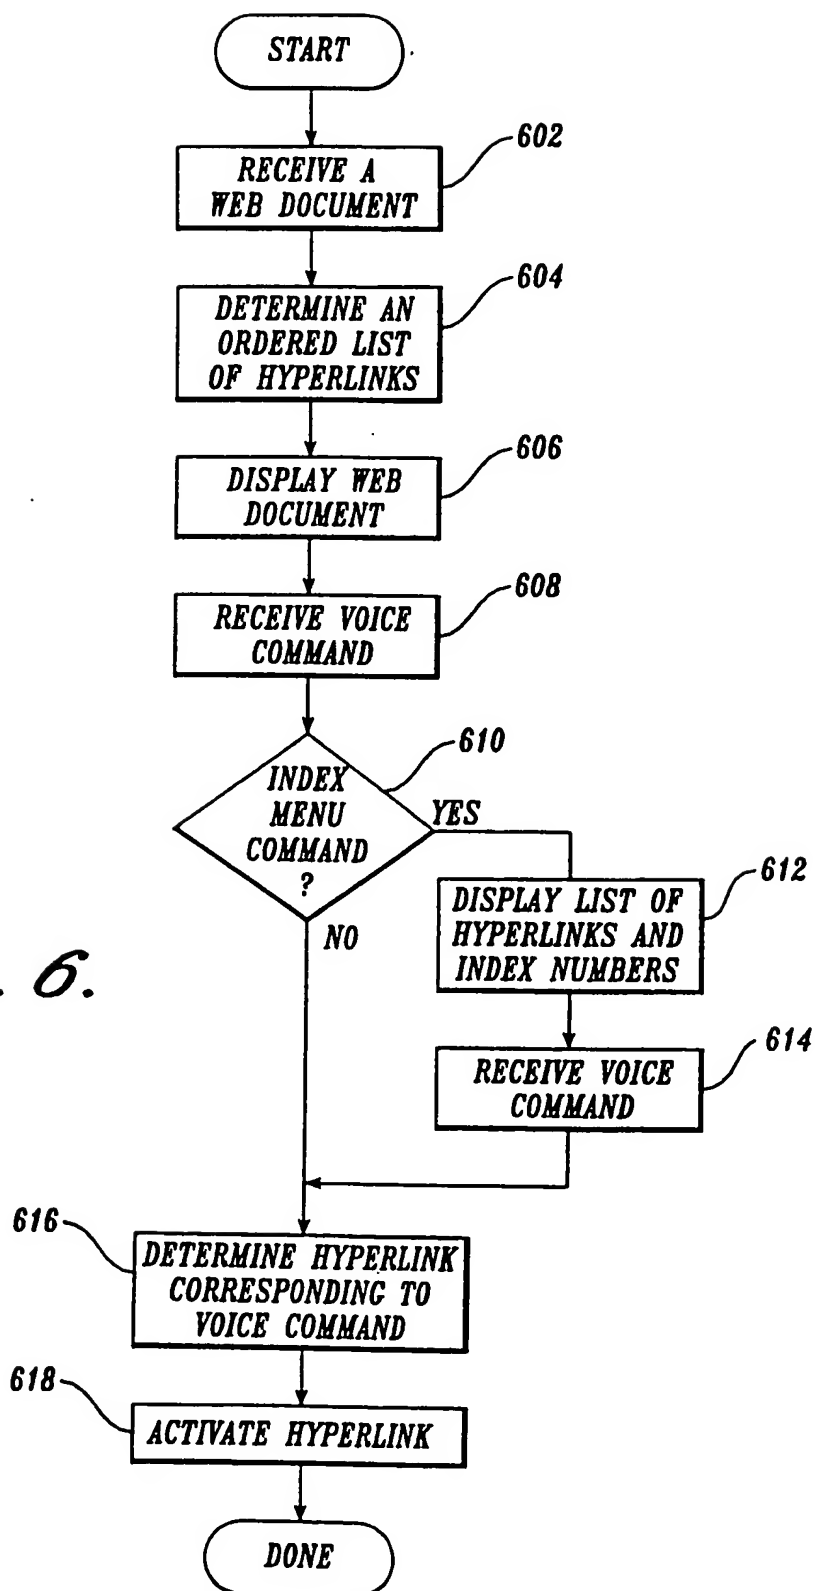 START
602
RECEIVE A
WEB DOCUMENT
604
DETERMINE AN
ORDERED LIST
OF HYPERLINKS
606
DISPLAY WEB
DOCUMENT
608
RECEIVE VOICE
COMMAND
610
INDEX
MENU
COMMAND
?
YES
NO
612
DISPLAY LIST OF
HYPERLINKS AND
INDEX NUMBERS
. 6.
614
RECEIVE VOICE
COMMAND
616
DETERMINE HYPERLINK
CORRESPONDING TO
VOICE COMMAND
618
ACTIVATE HYPERLINK
DONE